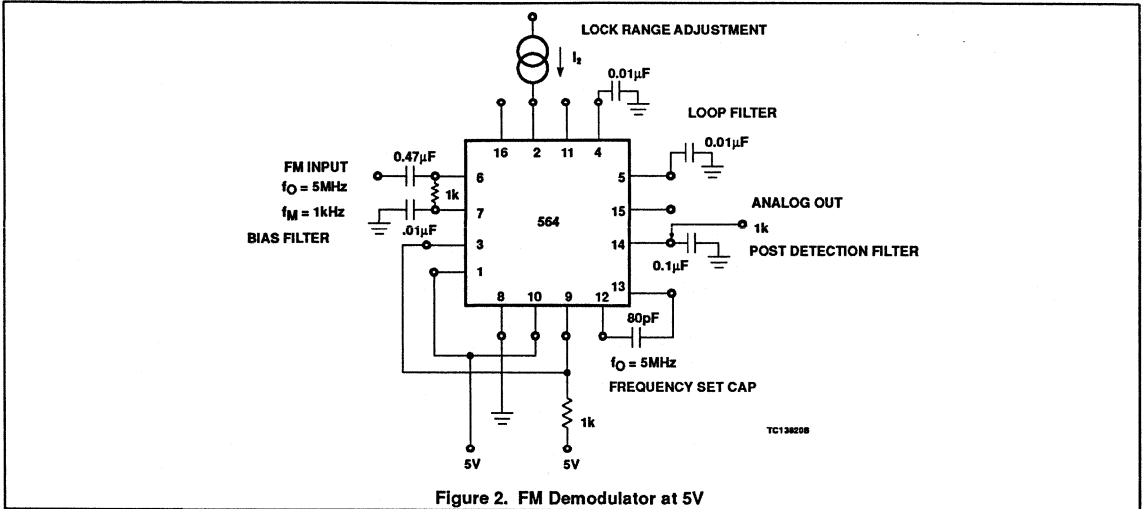 LOCK RANGE ADJUSTMENT
I₂
0.01µF
LOOP FILTER
16 2 11 4
0.01µF
0.47µF
FM INPUT
fO = 5MHz
fM = 1kHz
BIAS FILTER
.01µF
1k
6
7
3
1
564
5
15
14
13
ANALOG OUT
1k
POST DETECTION FILTER
0.1µF
8 10 9 12
80pF
fO = 5MHz
FREQUENCY SET CAP
1k
5V 5V
TC13820S
Figure 2. FM Demodulator at 5V